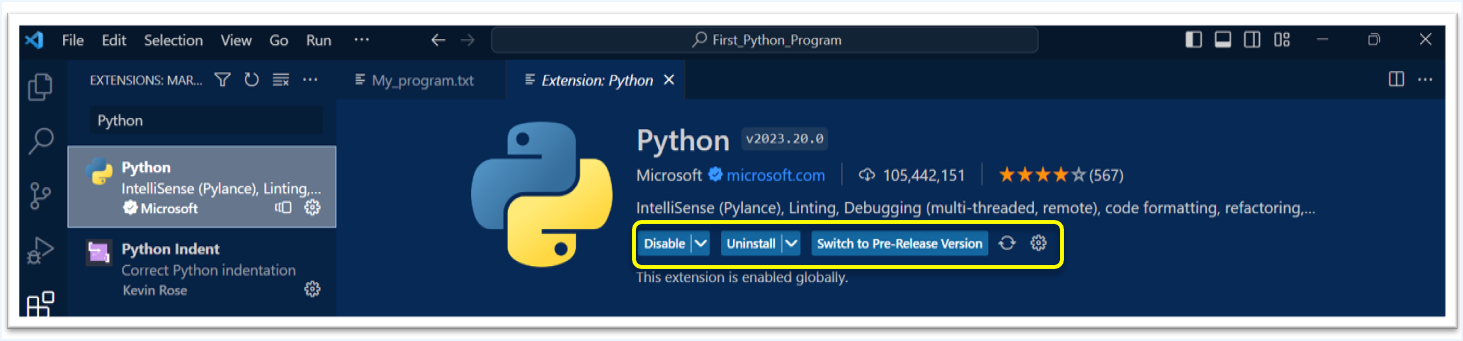 File Edit Selection View Go Run ··· First_Python_Program
EXTENSIONS: MAR... ···
My_program.txt Extension: Python ···
Python
Python
IntelliSense (Pylance), Linting,...
Microsoft
Python Indent
Correct Python indentation
Kevin Rose
Python v2023.20.0
Microsoft microsoft.com 105,442,151 (567)
IntelliSense (Pylance), Linting, Debugging (multi-threaded, remote), code formatting, refactoring,...
Disable Uninstall Switch to Pre-Release Version
This extension is enabled globally.